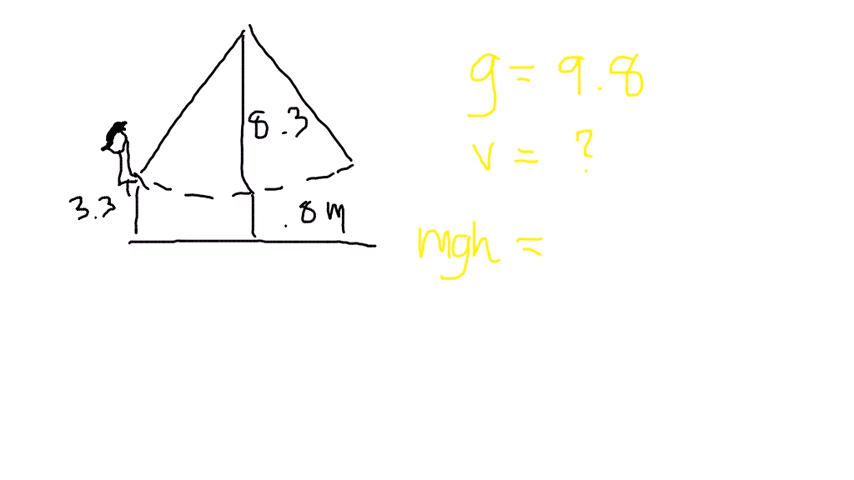 8.3
3.3
.8m
g = 9.8
v = ?
mgh =